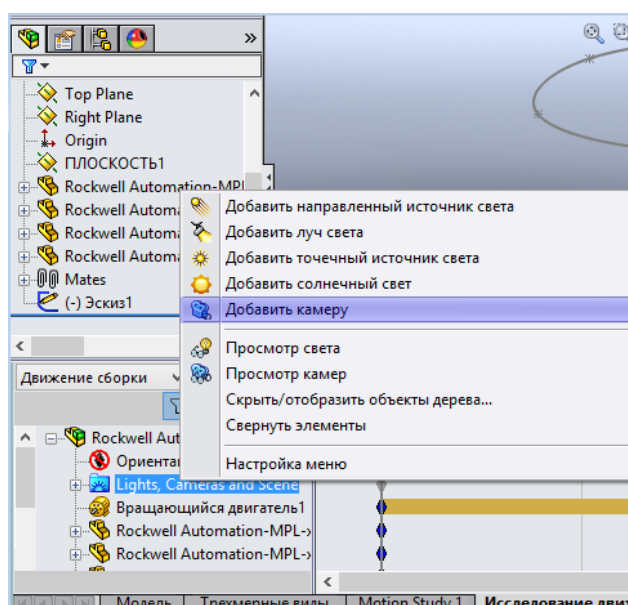 »
Top Plane
Right Plane
Origin
ПЛОСКОСТЬ1
Rockwell Automation-MPL
Rockwell Automa
Rockwell Automa
Rockwell Automa
Mates
(-) Эскиз1
Добавить направленный источник света
Добавить луч света
Добавить точечный источник света
Добавить солнечный свет
Добавить камеру
Просмотр света
Просмотр камер
Скрыть/отобразить объекты дерева...
Свернуть элементы
Настройка меню
Движение сборки
Rockwell Aut
Ориента
Lights, Cameras and Scene
Вращающийся двигатель1
Rockwell Automation-MPL-x
Rockwell Automation-MPL-x
Модель Трехмерные виды Motion Study 1 Исследование дви